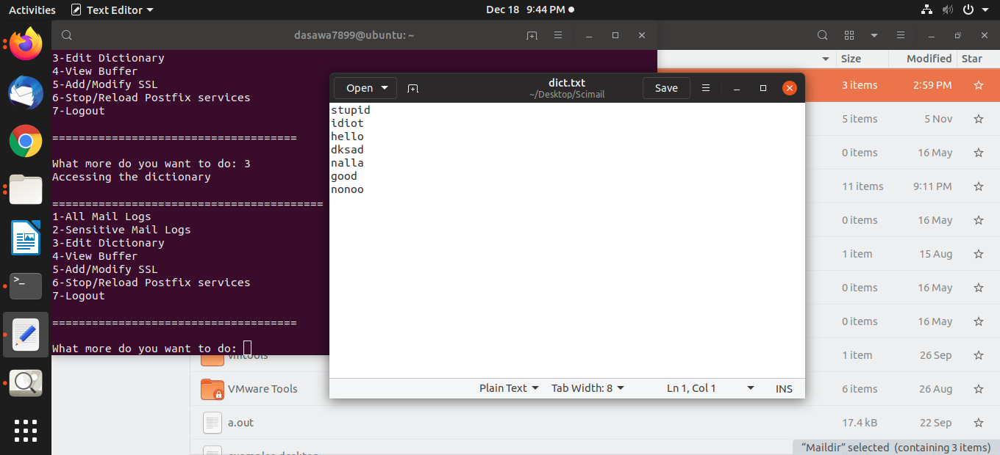 Activities
Text Editor
Dec 18 9:44 PM
dasawa7899@ubuntu: ~
3-Edit Dictionary
4-View Buffer
5-Add/Modify SSL
6-Stop/Reload Postfix services
7-Logout
=====================================
What more do you want to do: 3
Accessing the dictionary
=========================================
1-All Mail Logs
2-Sensitive Mail Logs
3-Edit Dictionary
4-View Buffer
5-Add/Modify SSL
6-Stop/Reload Postfix services
7-Logout
=====================================
What more do you want to do:
Open
dict.txt
~/Desktop/Scimail
Save
stupid
idiot
hello
dksad
nalla
good
nonoo
Plain Text
Tab Width: 8
Ln 1, Col 1
INS
Size Modified Star
3 items 2:59 PM
5 items 5 Nov
0 items 16 May
11 items 9:11 PM
0 items 16 May
1 item 15 Aug
0 items 16 May
0 items 16 May
1 item 26 Sep
vmtools
VMware Tools 6 items 26 Aug
a.out 17.4 kB 22 Sep
examples.desktop
“Maildir” selected (containing 3 items)